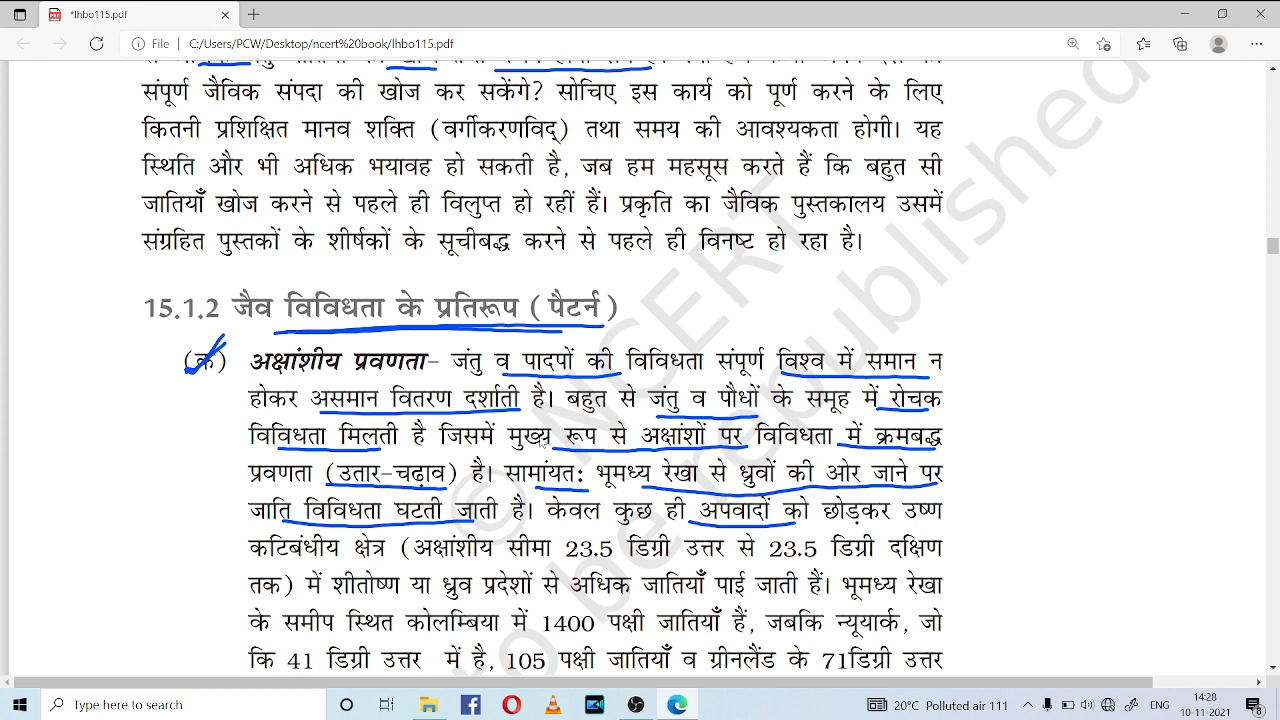 *lhbo115.pdf
File C:/Users/PCW/Desktop/ncert%20book/lhbo115.pdf
संपूर्ण जैविक संपदा की खोज कर सकेंगे? सोचिए इस कार्य को पूर्ण करने के लिए
कितनी प्रशिक्षित मानव शक्ति (वर्गीकरणविद्) तथा समय की आवश्यकता होगी। यह
स्थिति और भी अधिक भयावह हो सकती है, जब हम महसूस करते हैं कि बहुत सी
जातियाँ खोज करने से पहले ही विलुप्त हो रहीं हैं। प्रकृति का जैविक पुस्तकालय उसमें
संग्रहित पुस्तकों के शीर्षकों के सूचीबद्ध करने से पहले ही विनष्ट हो रहा है।
15.1.2 जैव विविधता के प्रतिरूप (पैटर्न)
(क) अक्षांशीय प्रवणता– जंतु व पादपों की विविधता संपूर्ण विश्व में समान न
होकर असमान वितरण दर्शाती है। बहुत से जंतु व पौधों के समूह में रोचक
विविधता मिलती है जिसमें मुख्य रूप से अक्षांशों पर विविधता में क्रमबद्ध
प्रवणता (उतार-चढ़ाव) है। सामांयत: भूमध्य रेखा से ध्रुवों की ओर जाने पर
जाति विविधता घटती जाती है। केवल कुछ ही अपवादों को छोड़कर उष्ण
कटिबंधीय क्षेत्र (अक्षांशीय सीमा 23.5 डिग्री उत्तर से 23.5 डिग्री दक्षिण
तक) में शीतोष्ण या ध्रुव प्रदेशों से अधिक जातियाँ पाई जाती हैं। भूमध्य रेखा
के समीप स्थित कोलम्बिया में 1400 पक्षी जातियाँ हैं, जबकि न्यूयार्क, जो
कि 41 डिग्री उत्तर में है, 105 पक्षी जातियाँ व ग्रीनलैंड के 71डिग्री उत्तर
© NCERT
to be republished
Type here to search
20°C Polluted air 111 ENG 14:28
10-11-2021 8